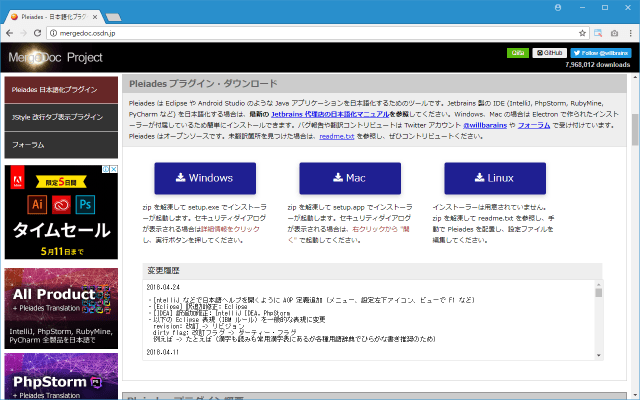 Pleiades - 日本語化プラグイ
mergedoc.osdn.jp
MergeDoc Project
Qiita
GitHub
Follow @willbrains
7,968,012 downloads
Pleiades 日本語化プラグイン
JStyle 改行タブ表示プラグイン
フォーラム
限定5日間
タイムセール
5月11日まで
All Product
+ Pleiades Translation
IntelliJ, PhpStorm, RubyMine,
PyCharm 全製品を日本語で
PhpStorm
+ Pleiades Translation
Pleiades プラグイン・ダウンロード
Pleiades は Eclipse や Android Studio のような Java アプリケーションを日本語化するためのツールです。Jetbrains 製の IDE (IntelliJ, PhpStorm, RubyMine,
PyCharm など) を日本語化する場合は、最新の Jetbrains 代理店の日本語化マニュアルを参照してください。Windows、Mac の場合は Electron で作られたインストーラー
が付属しているため簡単にインストールできます。バグ報告や翻訳コントリビュートは Twitter アカウント @willbarains や フォーラム で受け付けています。
Pleiades はオープンソースです。未翻訳箇所を見つけた場合は、readme.txt を参照し、ぜひコントリビュートください。
Windows
Mac
Linux
zip を解凍して setup.exe でインストーラ
ーが起動します。セキュリティダイアログ
が表示される場合は詳細情報をクリック
し、実行ボタンを押してください。
zip を解凍して setup.app でインストーラ
ーが起動します。セキュリティダイアログ
が表示される場合は、右クリックから "開
く" で起動してください。
インストーラーは用意されていません。
zip を解凍して readme.txt を参照し、手
動で Pleiades を配置し、設定ファイルを
編集してください。
変更履歴
2018-04-24
・[IntelliJ などで日本語ヘルプを開くように AOP 定義追加 (メニュー、設定左下アイコン、ビューで F1 など)
・[Eclipse] 訳追加修正: Eclipse
・[IDEA] 訳追加修正: IntelliJ IDEA、PhpStorm
・以下の Eclipse 表現 (IBM ルール) を一般的な表現に変更
revision: 改訂 -> リビジョン
dirty flag: 改訂フラグ -> ダーティー・フラグ
例えば -> たとえば (漢字も読みも常用漢字表にあるが各種用語辞典でひらがな書き推奨のため)
2018-04-11